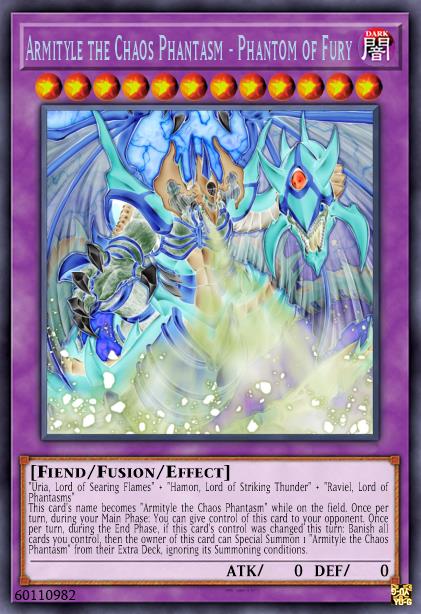 Armityle the Chaos Phantasm - Phantom of Fury
DARK
闇
[Fiend/Fusion/Effect]
"Uria, Lord of Searing Flames" + "Hamon, Lord of Striking Thunder" + "Raviel, Lord of
Phantasms"
This card's name becomes "Armityle the Chaos Phantasm" while on the field. Once per
turn, during your Main Phase: You can give control of this card to your opponent. Once
per turn, during the End Phase, if this card's control was changed this turn: Banish all
cards you control, then the owner of this card can Special Summon 1 "Armityle the Chaos
Phantasm" from their Extra Deck, ignoring its Summoning conditions.
ATK/ 0 DEF/ 0
60110982